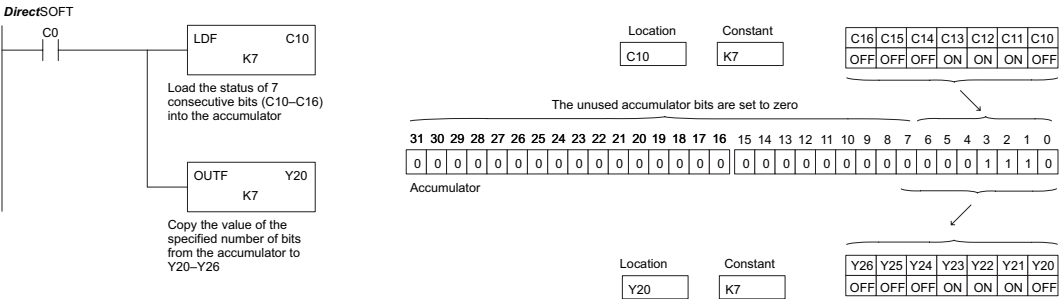 DirectSOFT
C0
LDF C10
K7
Load the status of 7
consecutive bits (C10–C16)
into the accumulator
OUTF Y20
K7
Copy the value of the
specified number of bits
from the accumulator to
Y20–Y26
Location Constant
C10 K7
C16 C15 C14 C13 C12 C11 C10
OFF OFF OFF ON ON ON OFF
The unused accumulator bits are set to zero
31 30 29 28 27 26 25 24 23 22 21 20 19 18 17 16 15 14 13 12 11 10 9 8 7 6 5 4 3 2 1 0
0 0 0 0 0 0 0 0 0 0 0 0 0 0 0 0 0 0 0 0 0 0 0 0 0 0 0 0 1 1 1 0
Accumulator
Location Constant
Y20 K7
Y26 Y25 Y24 Y23 Y22 Y21 Y20
OFF OFF OFF ON ON ON OFF